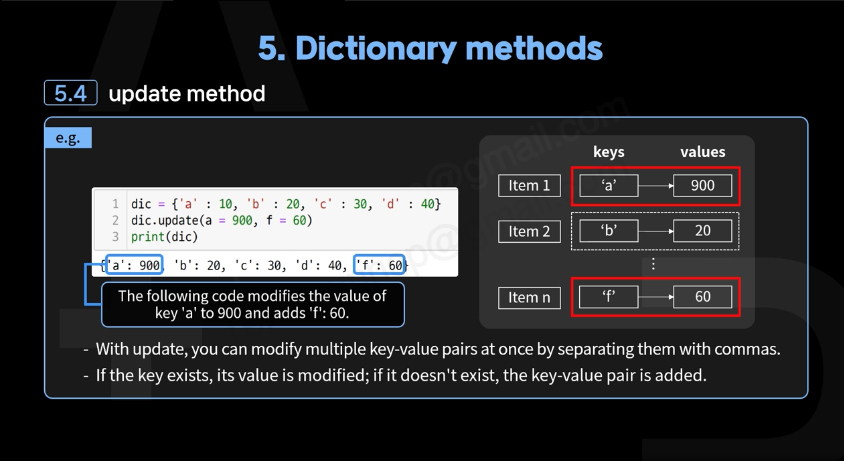 5. Dictionary methods
5.4 update method
e.g.
1 dic = {'a' : 10, 'b' : 20, 'c' : 30, 'd' : 40}
2 dic.update(a = 900, f = 60)
3 print(dic)
{'a': 900, 'b': 20, 'c': 30, 'd': 40, 'f': 60}
The following code modifies the value of
key 'a' to 900 and adds 'f': 60.
keys values
Item 1 ‘a’ 900
Item 2 ‘b’ 20
⋮
Item n ‘f’ 60
- With update, you can modify multiple key-value pairs at once by separating them with commas.
- If the key exists, its value is modified; if it doesn't exist, the key-value pair is added.